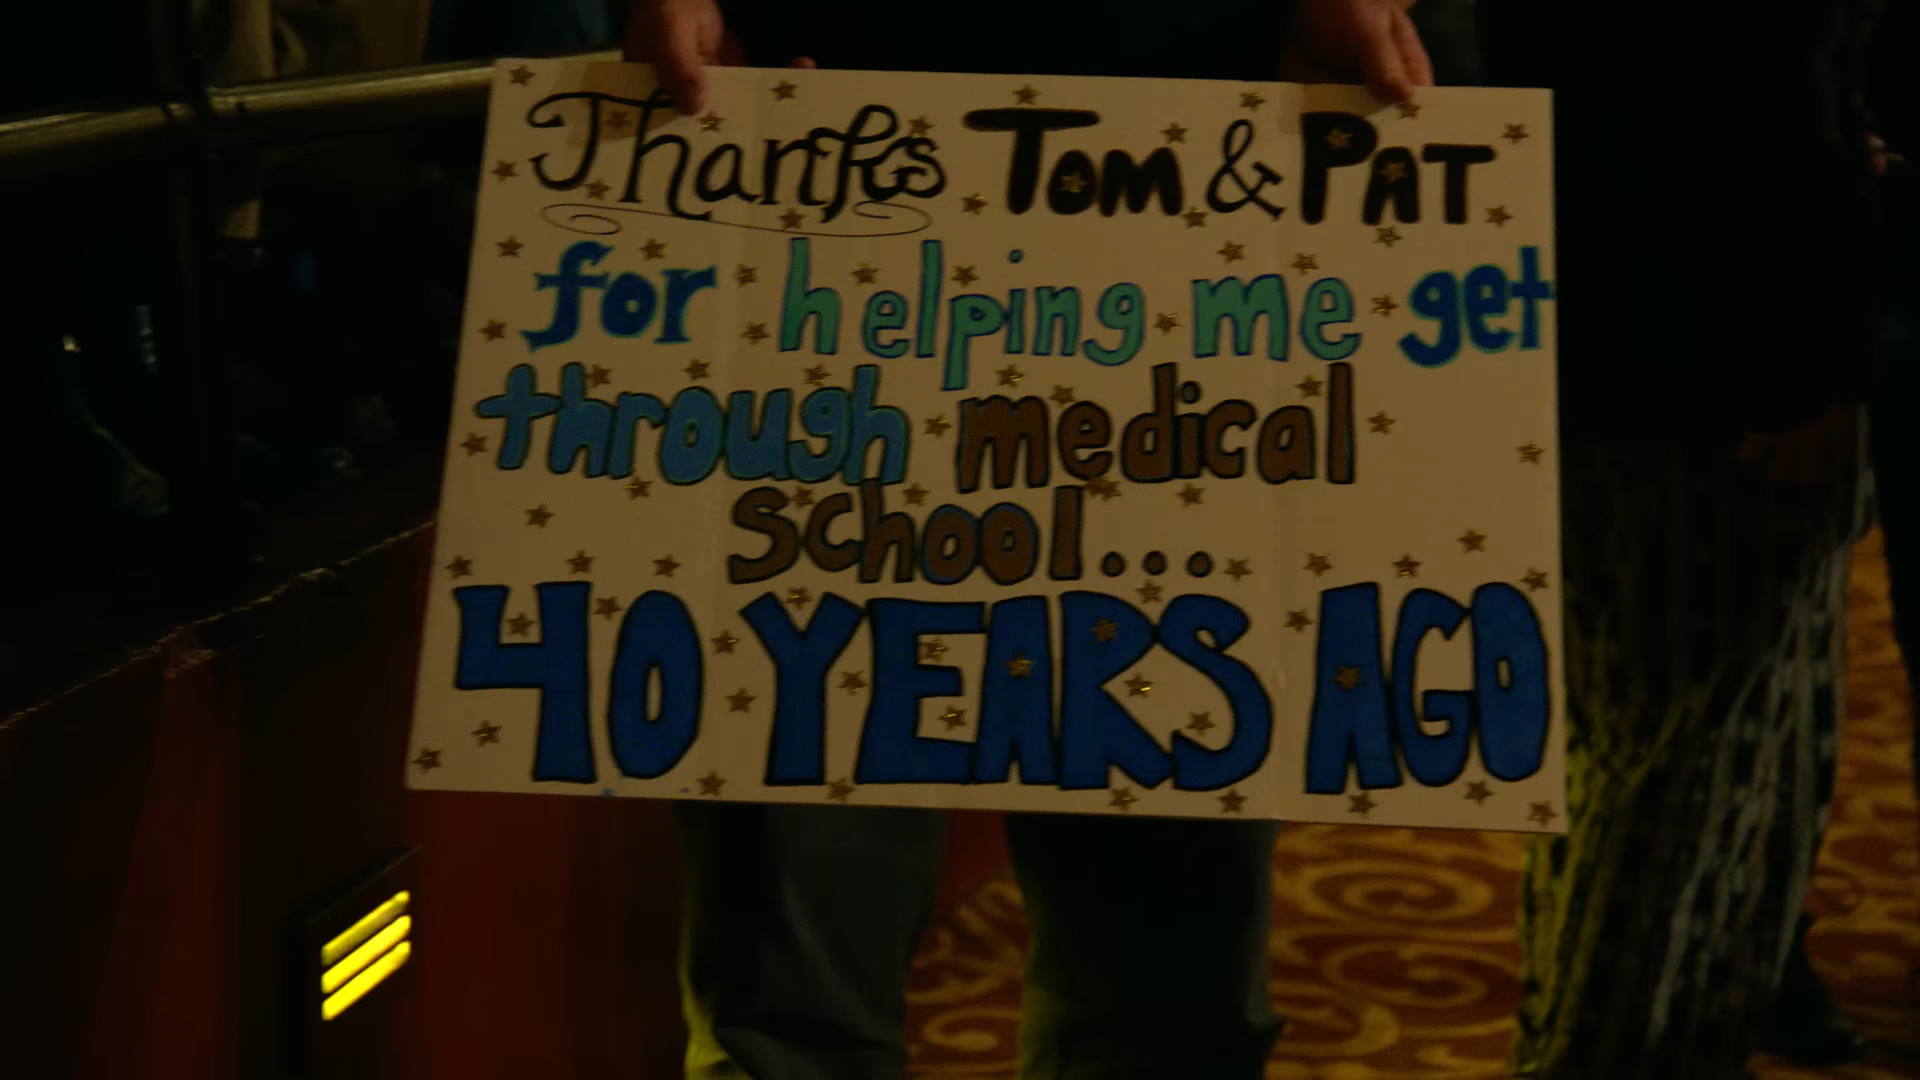 Thanks TOM & PAT
for helping me get
through medical
school...
40 YEARS AGO